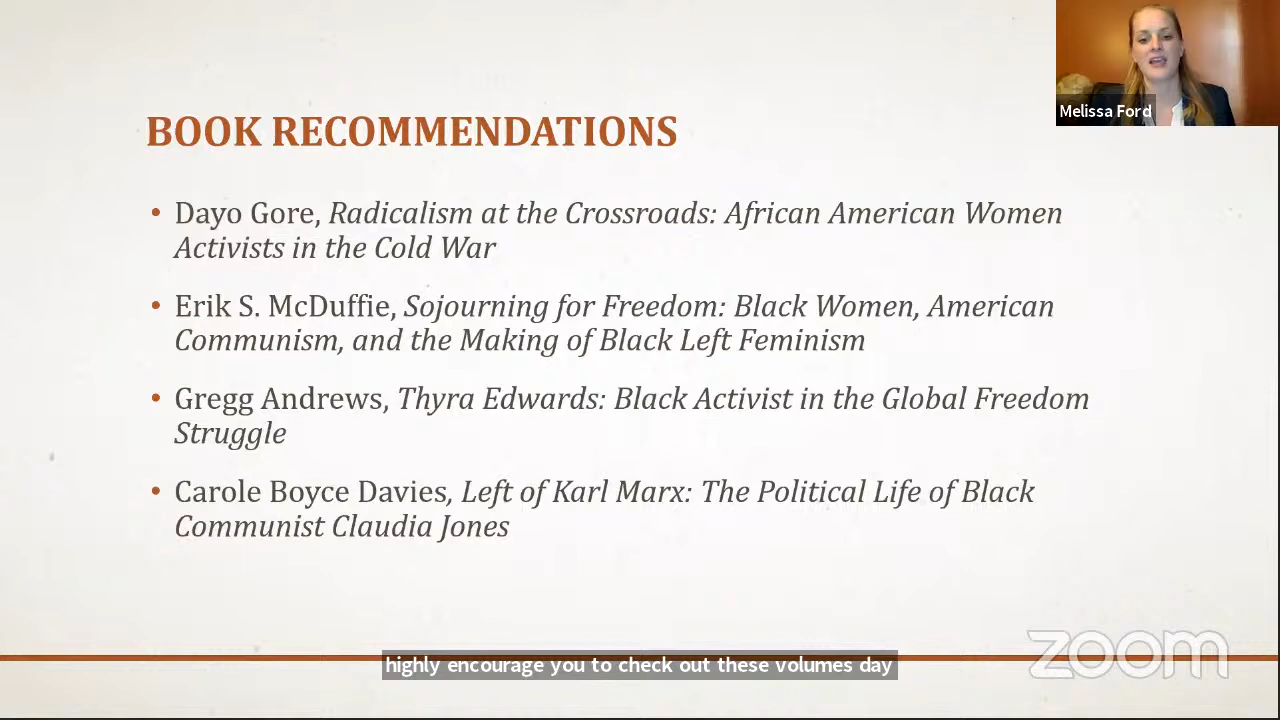 Melissa Ford
BOOK RECOMMENDATIONS
• Dayo Gore, Radicalism at the Crossroads: African American Women
Activists in the Cold War
• Erik S. McDuffie, Sojourning for Freedom: Black Women, American
Communism, and the Making of Black Left Feminism
• Gregg Andrews, Thyra Edwards: Black Activist in the Global Freedom
Struggle
• Carole Boyce Davies, Left of Karl Marx: The Political Life of Black
Communist Claudia Jones
zoom
highly encourage you to check out these volumes day